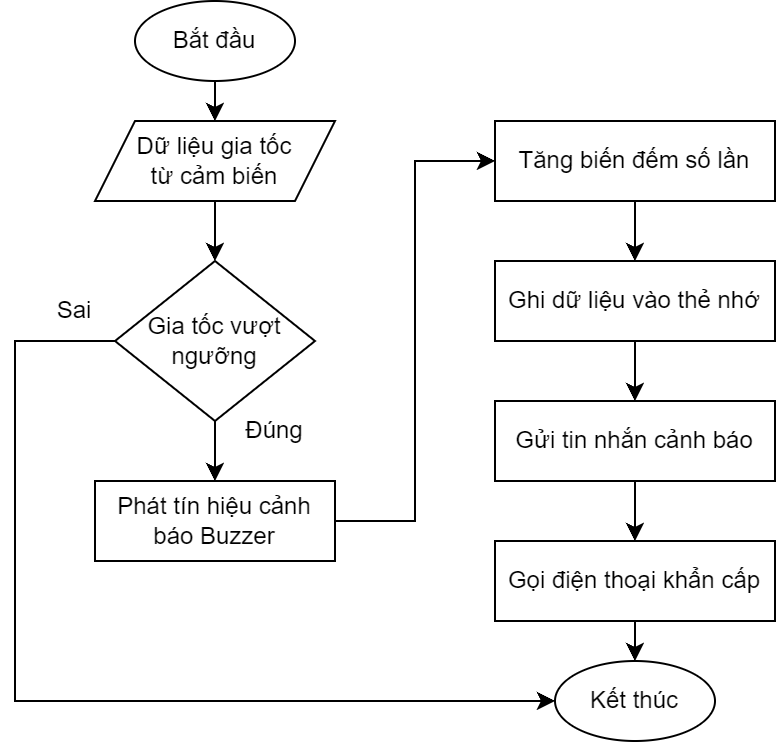 Bắt đầu
Dữ liệu gia tốc
từ cảm biến
Sai
Gia tốc vượt
ngưỡng
Đúng
Phát tín hiệu cảnh
báo Buzzer
Tăng biến đếm số lần
Ghi dữ liệu vào thẻ nhớ
Gửi tin nhắn cảnh báo
Gọi điện thoại khẩn cấp
Kết thúc